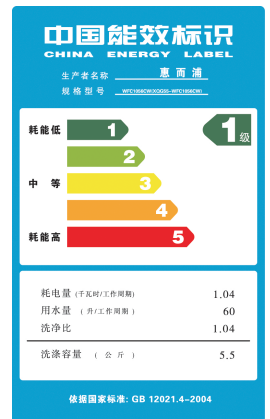 中国能效标识
CHINA ENERGY LABEL
生产者名称 惠而浦
规格型号 WFC1058CW(XQG55-WFC1058CW)
耗能低 1 1级
2
中 等 3
4
耗能高 5
耗电量 (千瓦时/工作周期) 1.04
用水量 (升/工作周期) 60
洗净比 1.04
洗涤容量 (公斤) 5.5
依据国家标准: GB 12021.4-2004